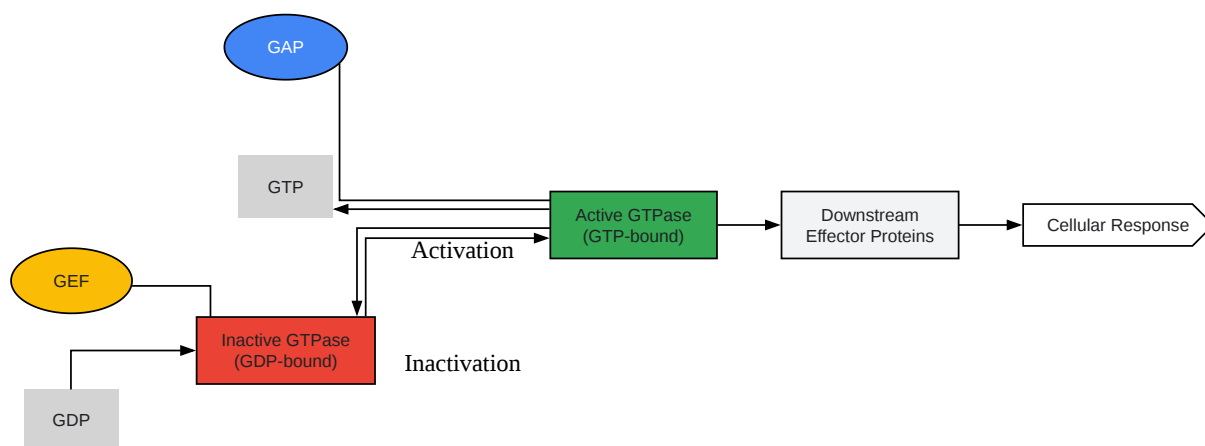 GAP
GTP
Active GTPase
(GTP-bound)
Downstream
Effector Proteins
Cellular Response
Activation
GEF
Inactive GTPase
(GDP-bound)
Inactivation
GDP